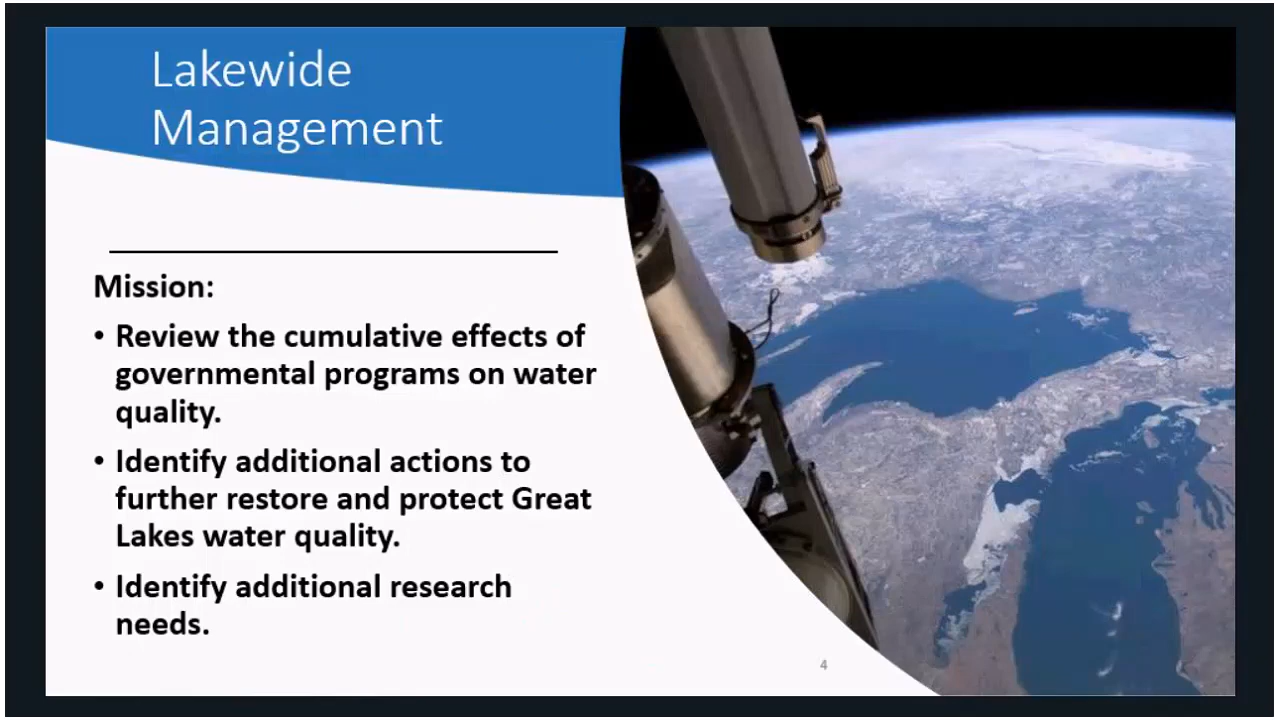 Lakewide
Management
Mission:
• Review the cumulative effects of
governmental programs on water
quality.
• Identify additional actions to
further restore and protect Great
Lakes water quality.
• Identify additional research
needs.
4